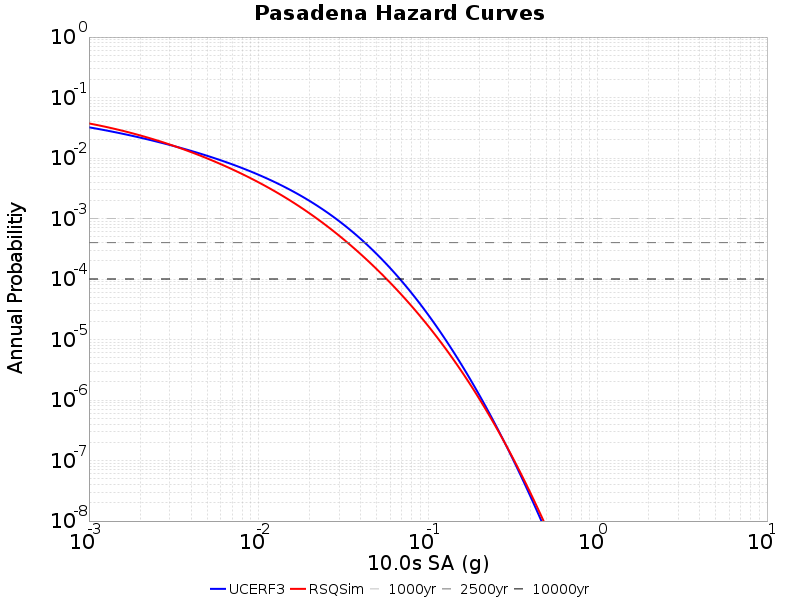 Pasadena Hazard Curves
10^0
10^-1
10^-2
10^-3
10^-4
10^-5
10^-6
10^-7
10^-8
Annual Probabilitiy
10^-3 10^-2 10^-1 10^0 10^1
10.0s SA (g)
UCERF3 RSQSim 1000yr 2500yr 10000yr